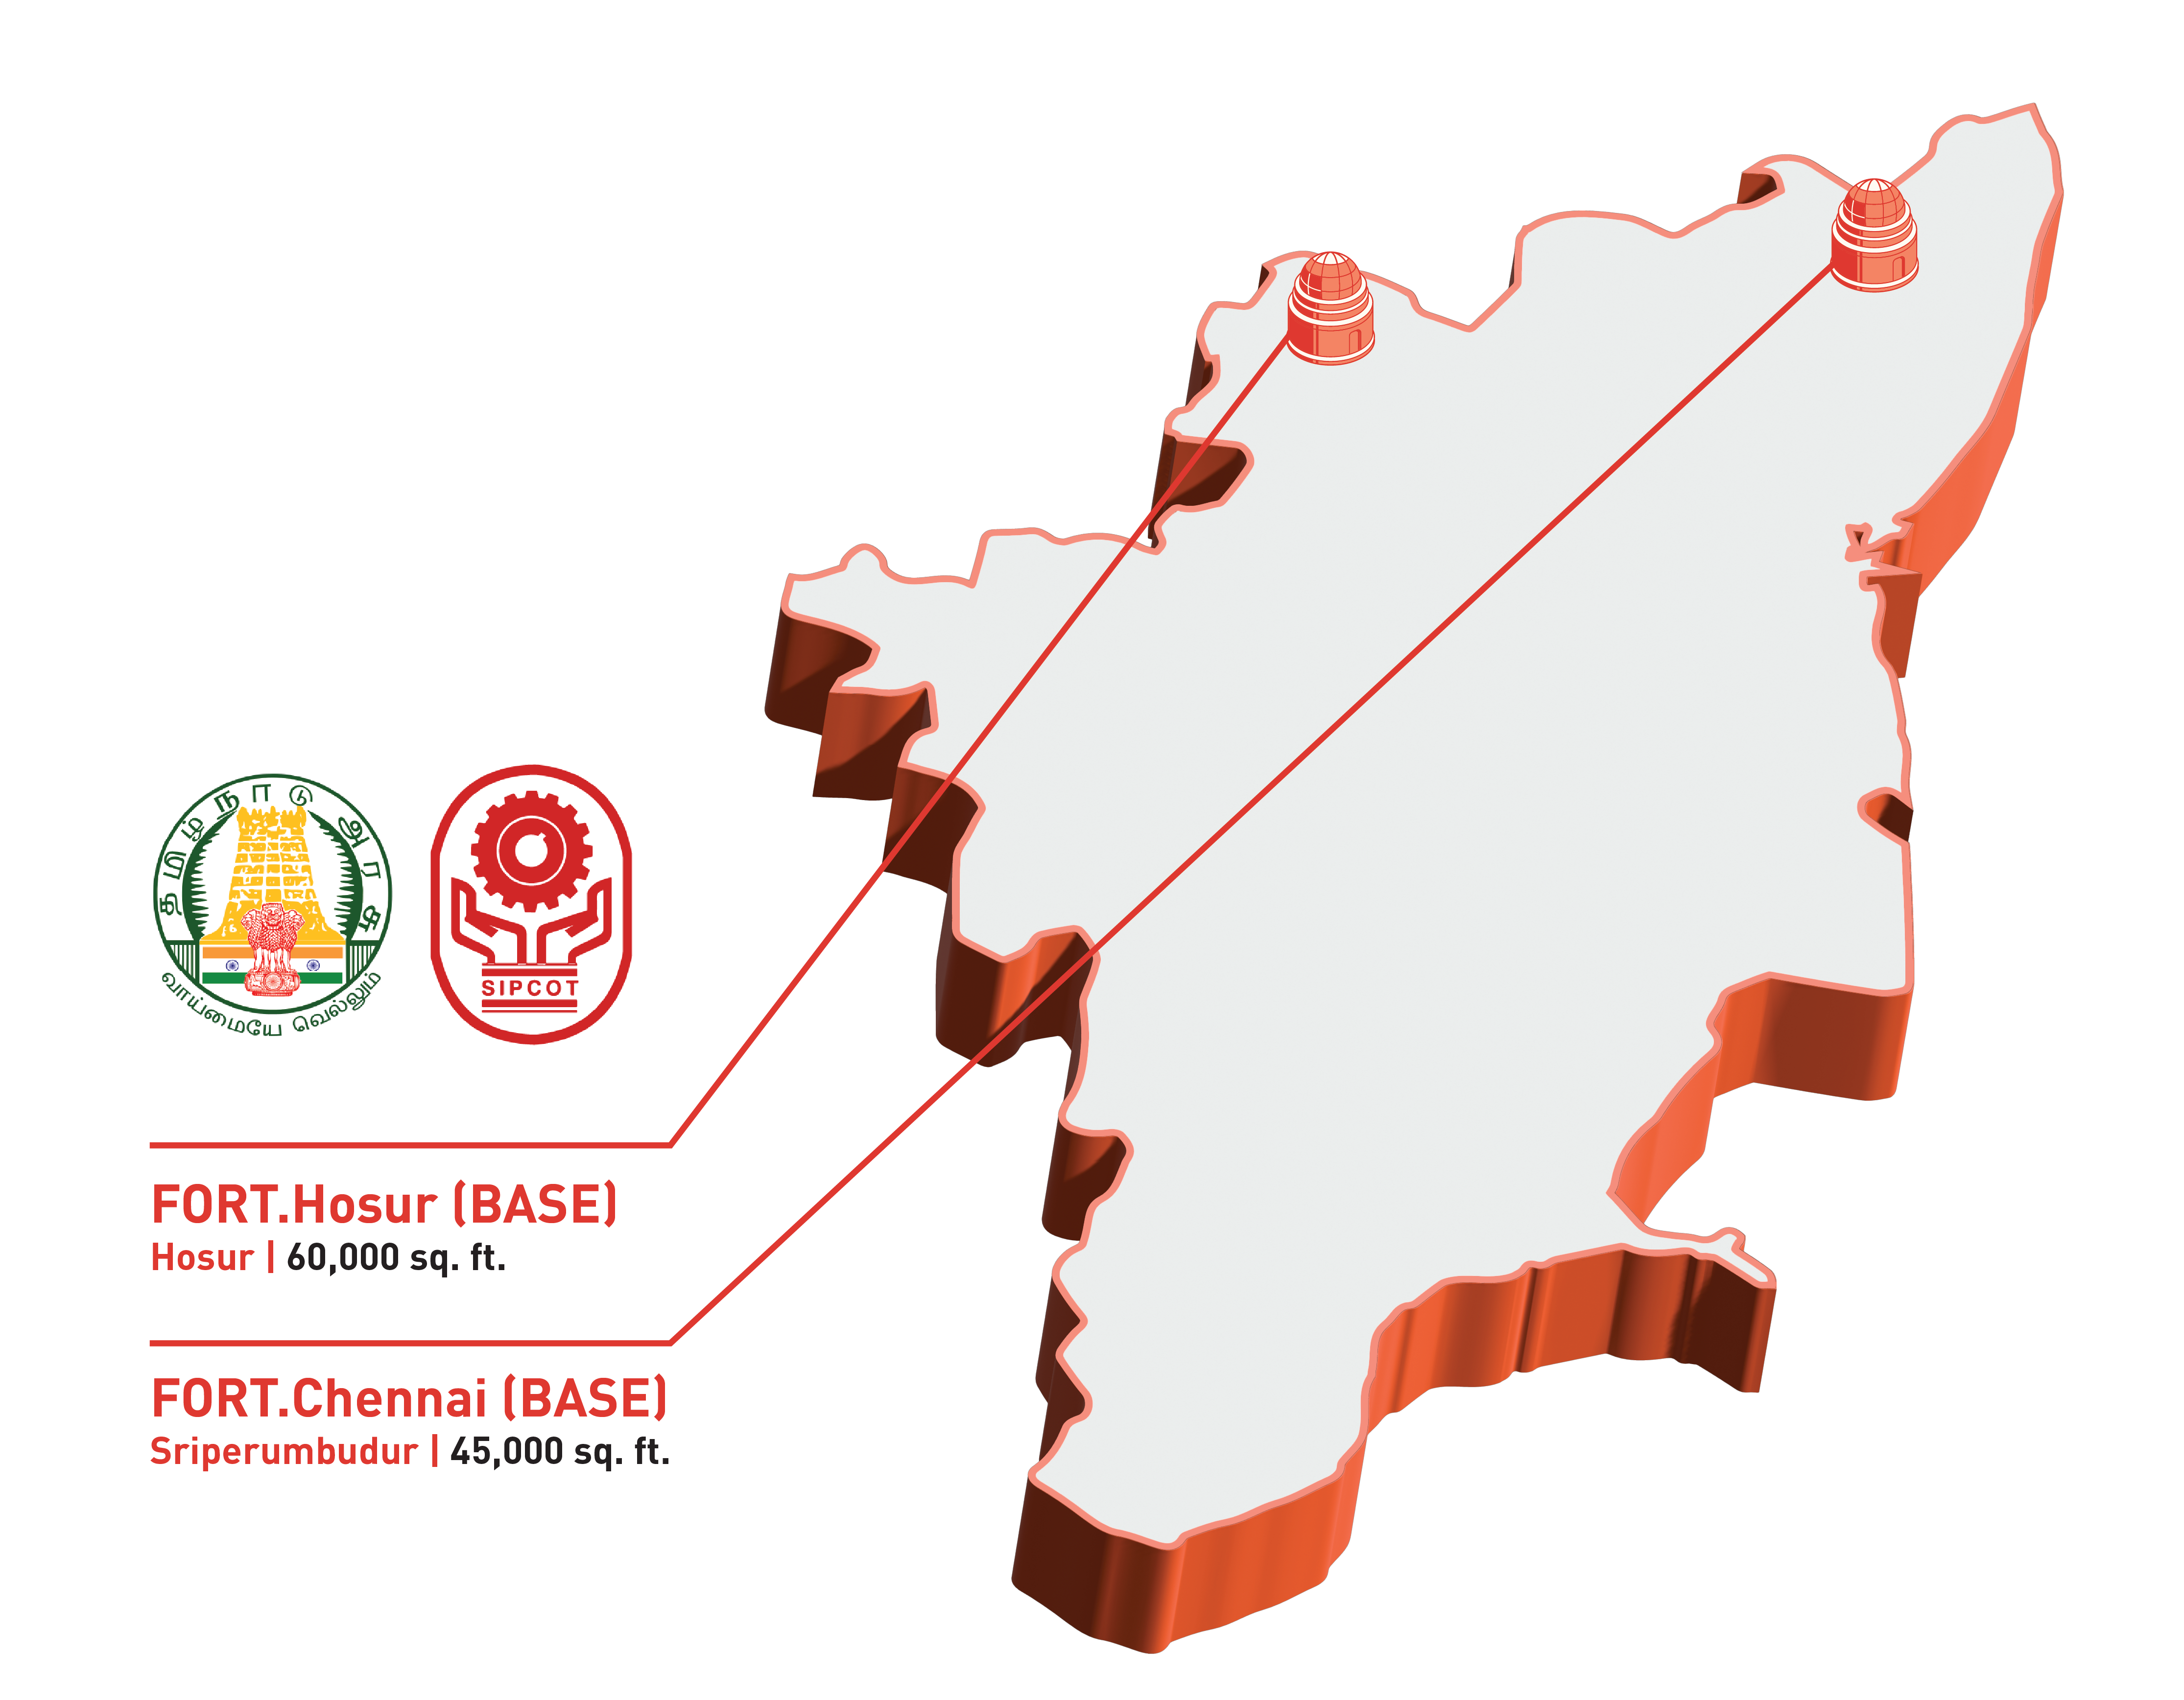 தமிழ்நாடு அரசு
வாய்மையே வெல்லும்
SIPCOT
FORT.Hosur (BASE)
Hosur | 60,000 sq. ft.
FORT.Chennai (BASE)
Sriperumbudur | 45,000 sq. ft.